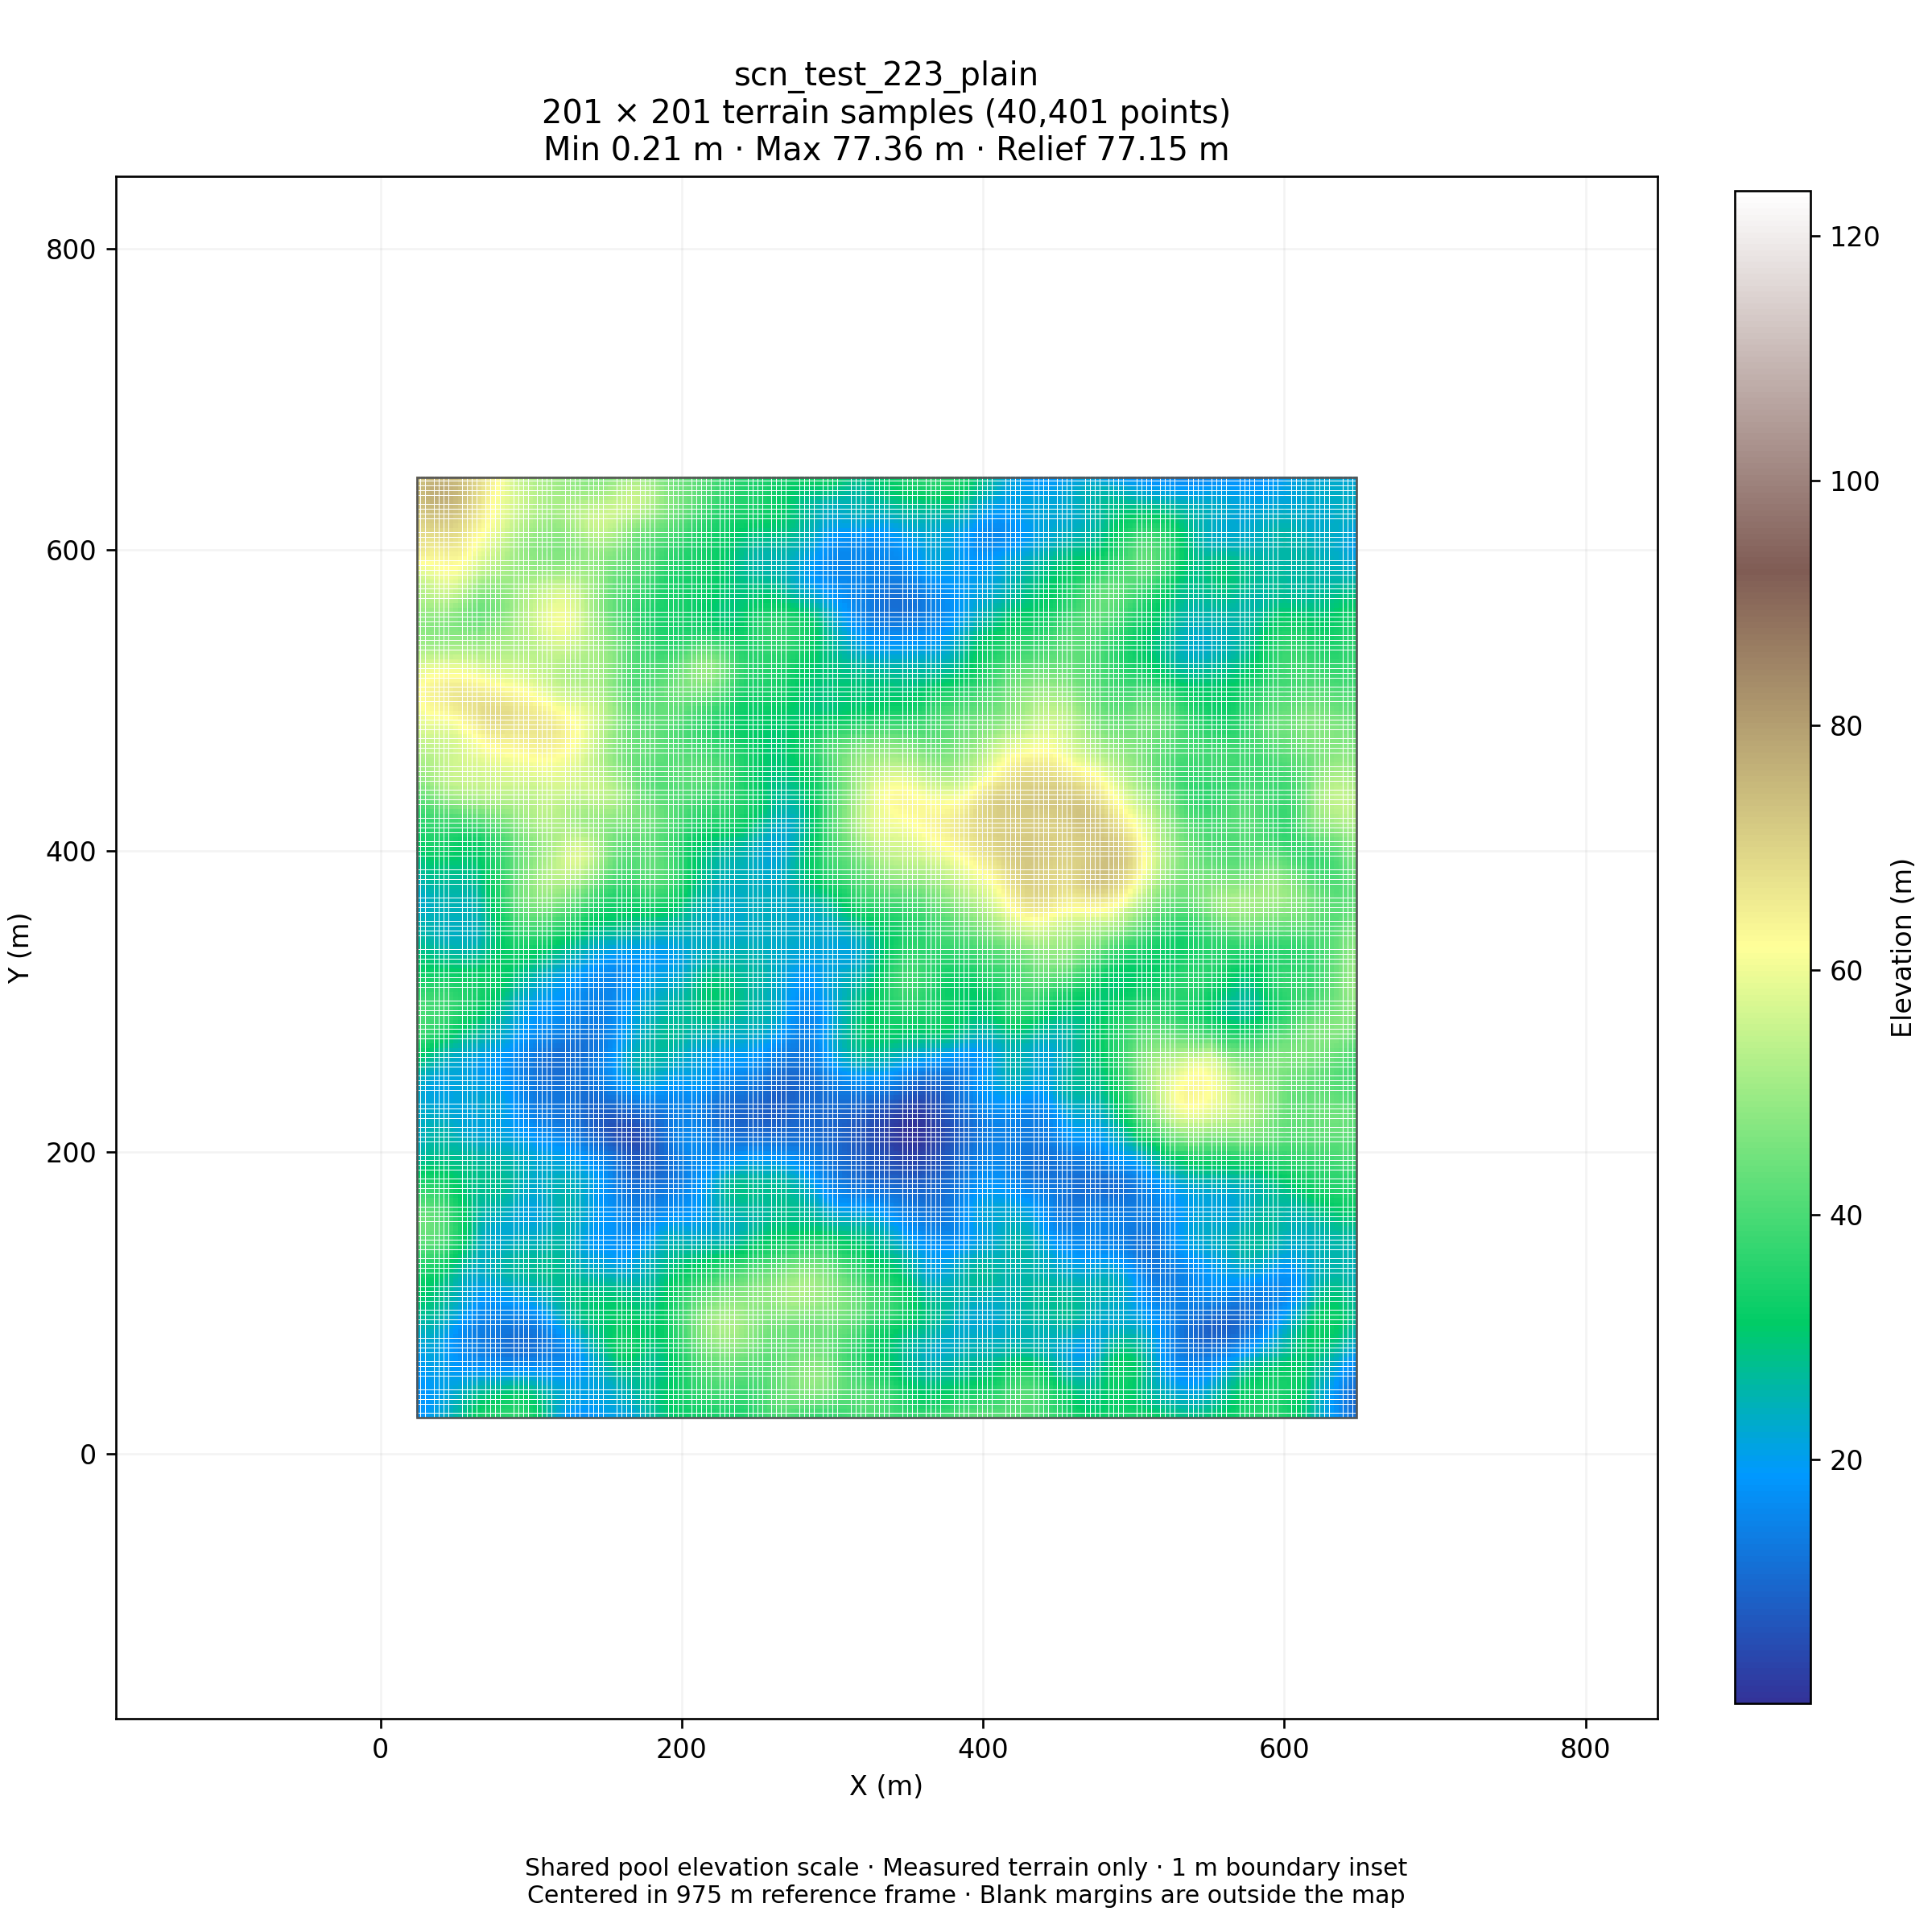 scn_test_223_plain
201 × 201 terrain samples (40,401 points)
Min 0.21 m · Max 77.36 m · Relief 77.15 m
800
600
400
200
0
Y (m)
0
200
400
600
800
X (m)
120
100
80
60
40
20
Elevation (m)
Shared pool elevation scale · Measured terrain only · 1 m boundary inset
Centered in 975 m reference frame · Blank margins are outside the map